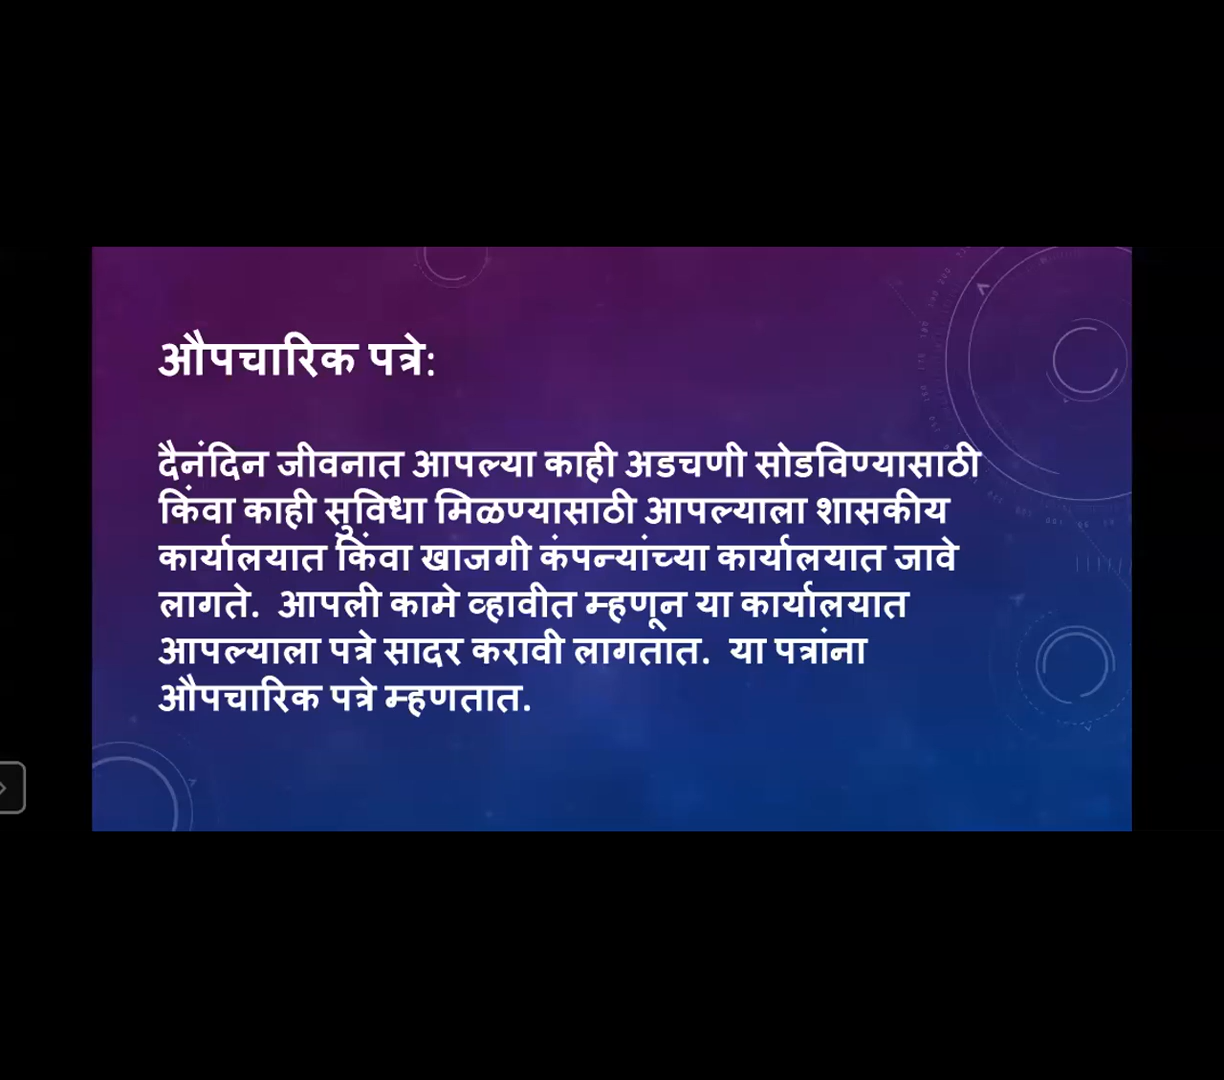 औपचारिक पत्रे:
दैनंदिन जीवनात आपल्या काही अडचणी सोडविण्यासाठी
किंवा काही सुविधा मिळण्यासाठी आपल्याला शासकीय
कार्यालयात किंवा खाजगी कंपन्यांच्या कार्यालयात जावे
लागते.  आपली कामे व्हावीत म्हणून या कार्यालयात
आपल्याला पत्रे सादर करावी लागतात.  या पत्रांना
औपचारिक पत्रे म्हणतात.